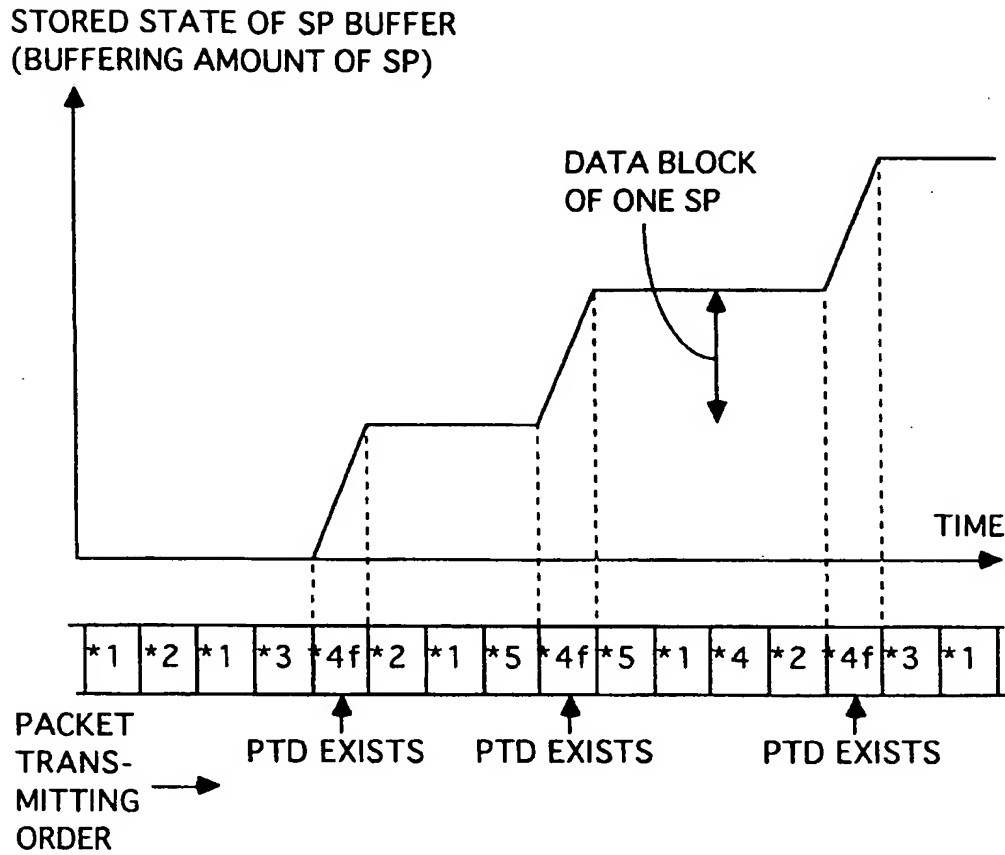 STORED STATE OF SP BUFFER
(BUFFERING AMOUNT OF SP)
DATA BLOCK
OF ONE SP
TIME
*1 *2 *1 *3 *4f *2 *1 *5 *4f *5 *1 *4 *2 *4f *3 *1
PACKET
TRANS-
MITTING
ORDER
PTD EXISTS PTD EXISTS PTD EXISTS